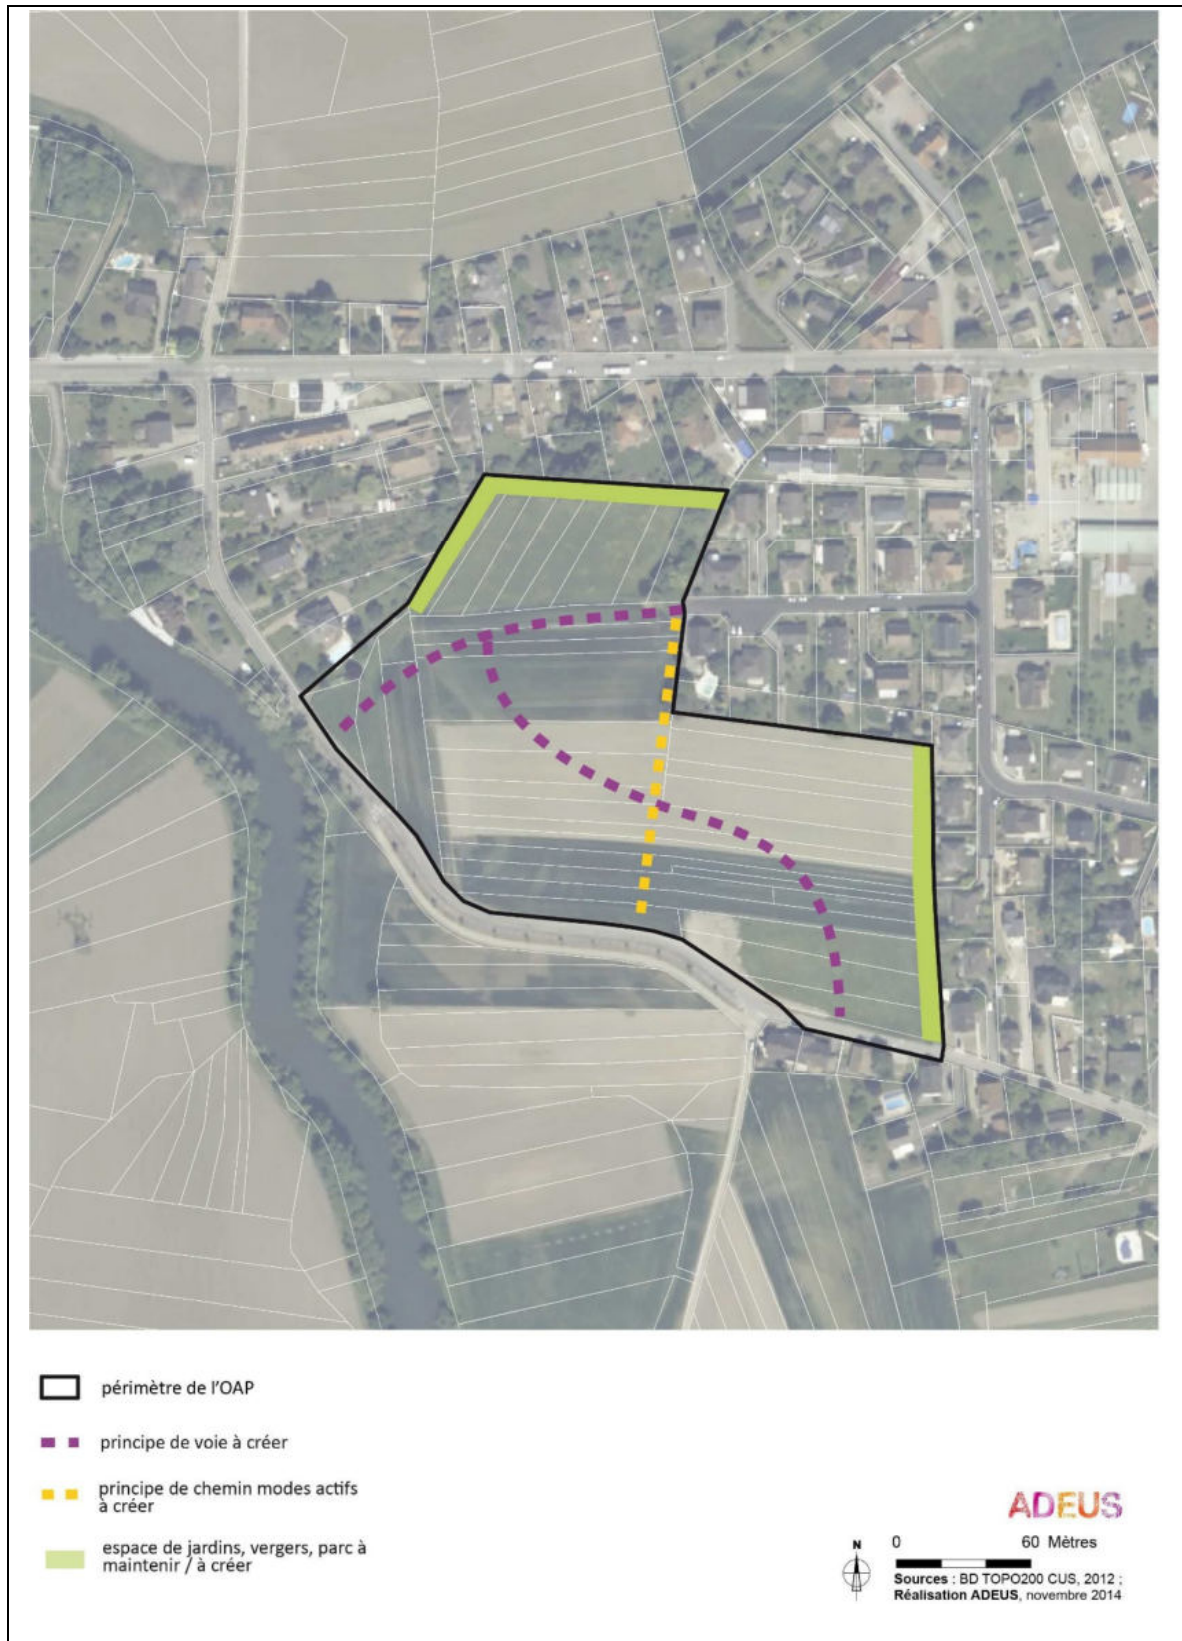 périmètre de l'OAP
principe de voie à créer
principe de chemin modes actifs
à créer
espace de jardins, vergers, parc à
maintenir / à créer
ADEUS
N
0 60 Mètres
Sources : BD TOPO200 CUS, 2012 ;
Réalisation ADEUS, novembre 2014